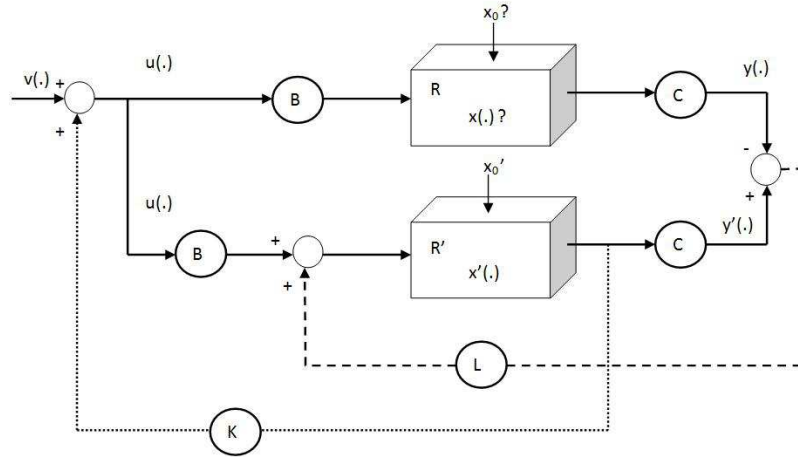 x₀?
v(.)
+
u(.)
B
R
x(.) ?
C
y(.)
+
-
x₀'
u(.)
+
y'(.)
B
+
R'
x'(.)
C
+
L
K